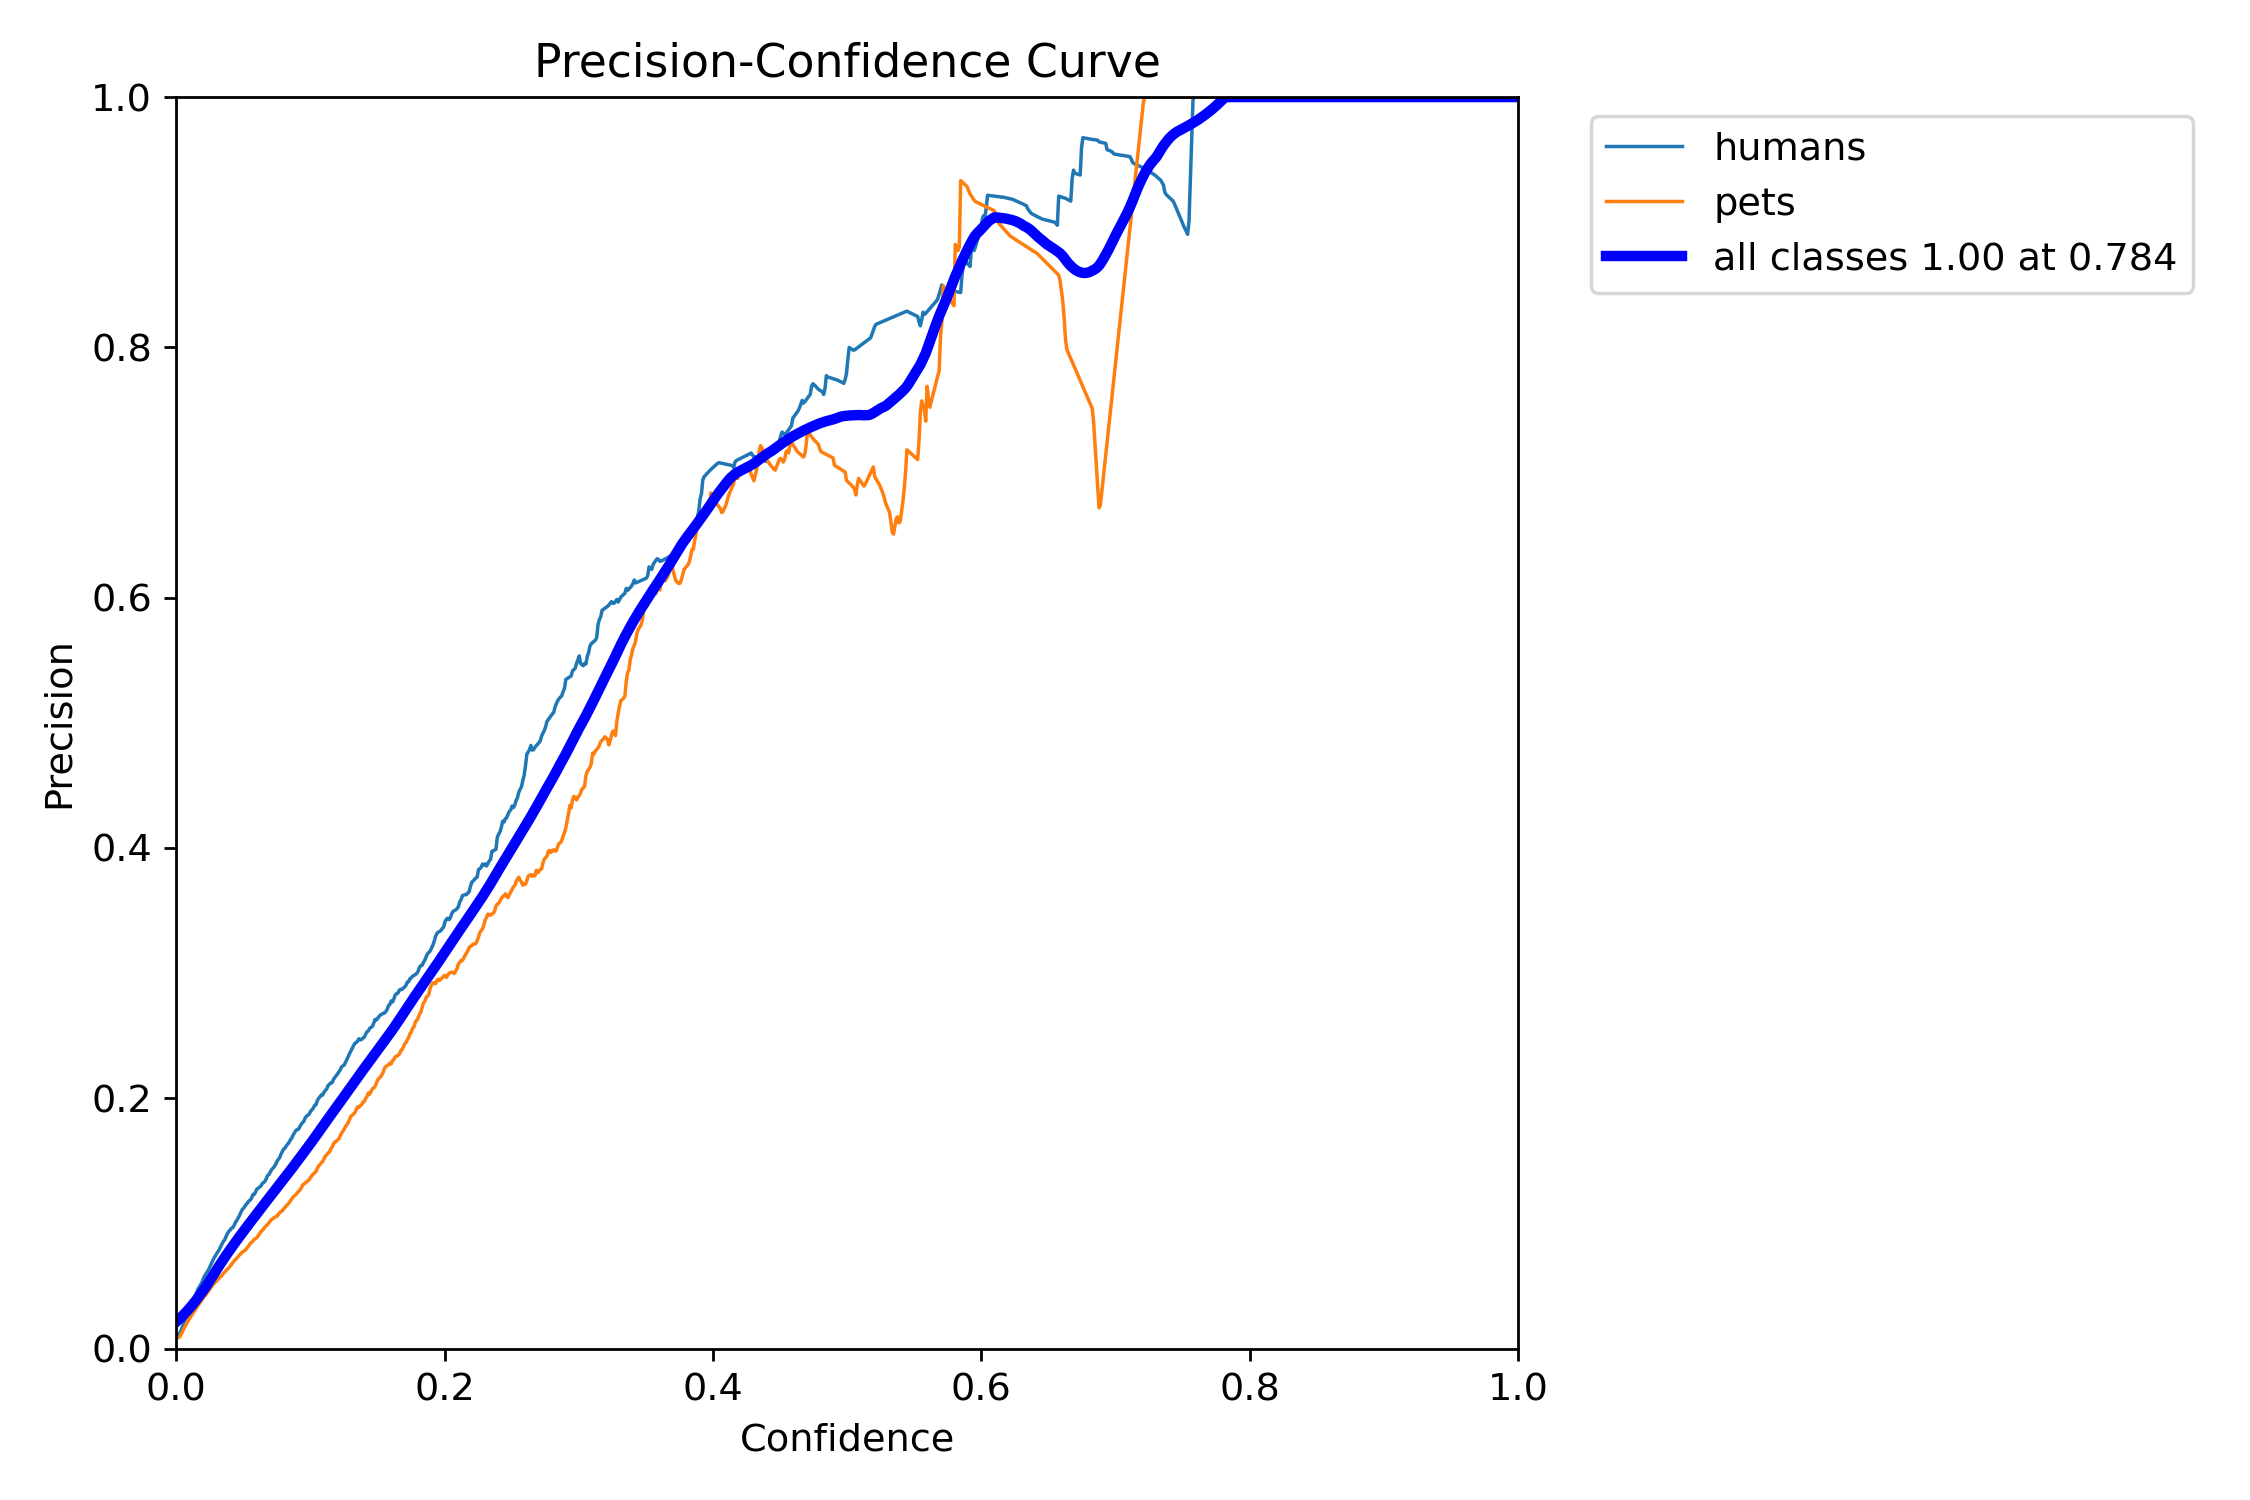 Precision-Confidence Curve
1.0
0.8
0.6
0.4
0.2
0.0
Precision
0.0 0.2 0.4 0.6 0.8 1.0
Confidence
humans
pets
all classes 1.00 at 0.784